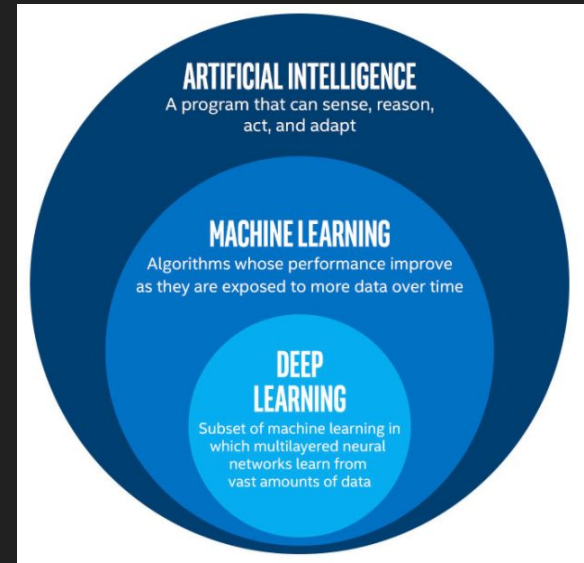 ARTIFICIAL INTELLIGENCE
A program that can sense, reason,
act, and adapt
MACHINE LEARNING
Algorithms whose performance improve
as they are exposed to more data over time
DEEP
LEARNING
Subset of machine learning in
which multilayered neural
networks learn from
vast amounts of data